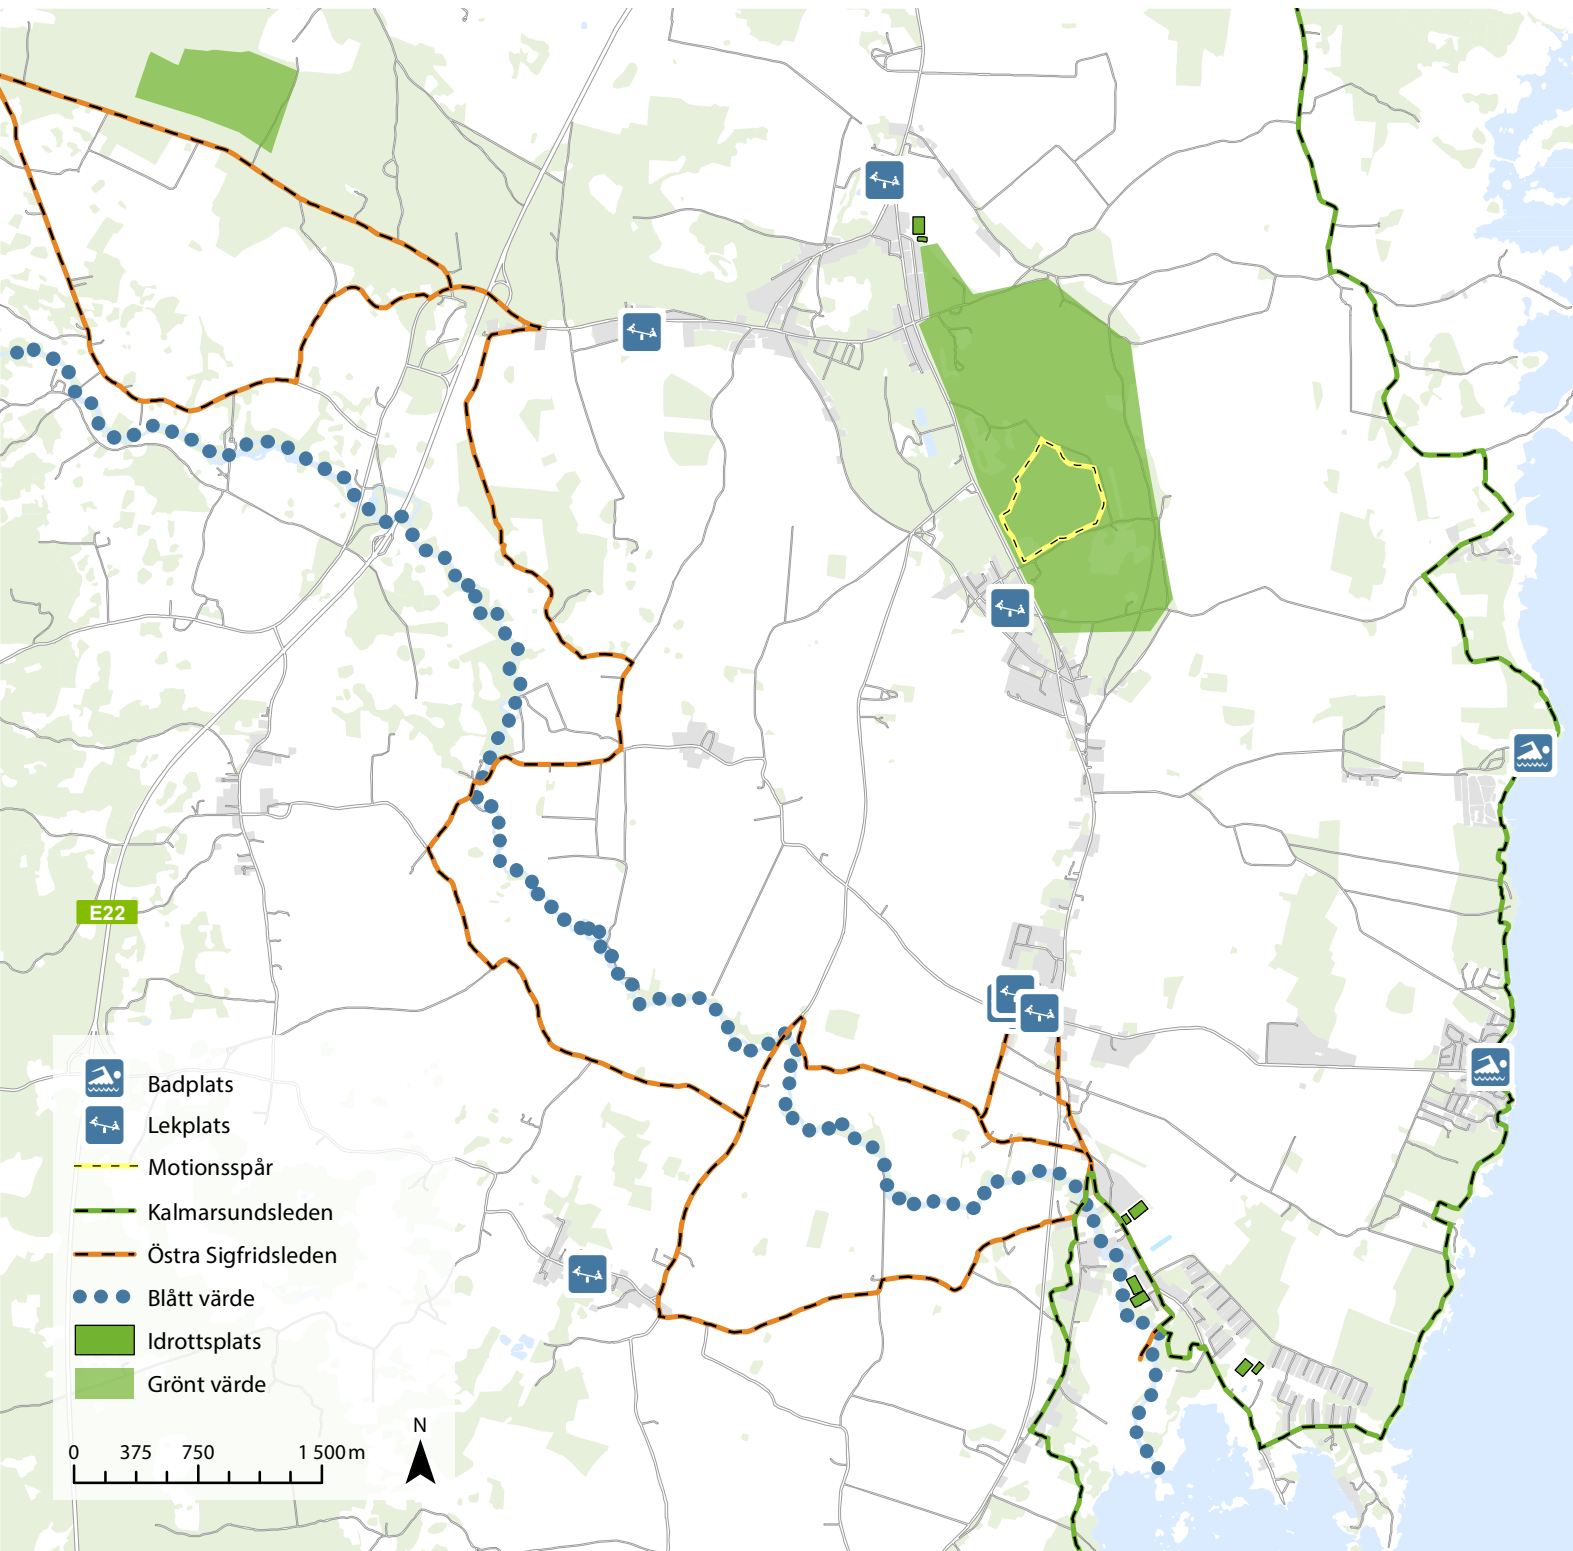 E22
Badplats
Lekplats
Motionsspår
Kalmarsundsleden
Östra Sigfridsleden
Blått värde
Idrottsplats
Grönt värde
N
0 375 750 1 500 m